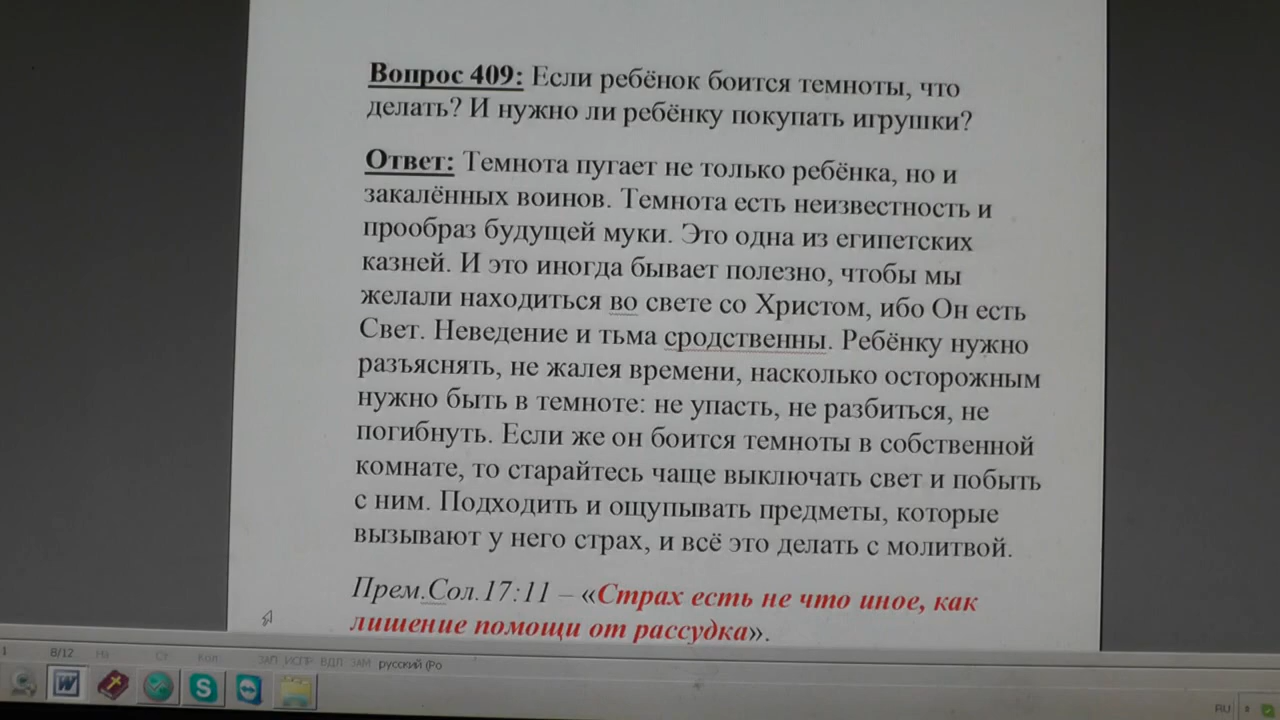 Вопрос 409: Если ребёнок боится темноты, что
делать? И нужно ли ребёнку покупать игрушки?
Ответ: Темнота пугает не только ребёнка, но и
закалённых воинов. Темнота есть неизвестность и
прообраз будущей муки. Это одна из египетских
казней. И это иногда бывает полезно, чтобы мы
желали находиться во свете со Христом, ибо Он есть
Свет. Неведение и тьма сродственны. Ребёнку нужно
разъяснять, не жалея времени, насколько осторожным
нужно быть в темноте: не упасть, не разбиться, не
погибнуть. Если же он боится темноты в собственной
комнате, то старайтесь чаще выключать свет и побыть
с ним. Подходить и ощупывать предметы, которые
вызывают у него страх, и всё это делать с молитвой.
Прем.Сол.17:11 – «Страх есть не что иное, как
лишение помощи от рассудка».
1 8/12 На Ст Кол ЗАП ИСПР ВДЛ ЗАМ русский (Ро
RU